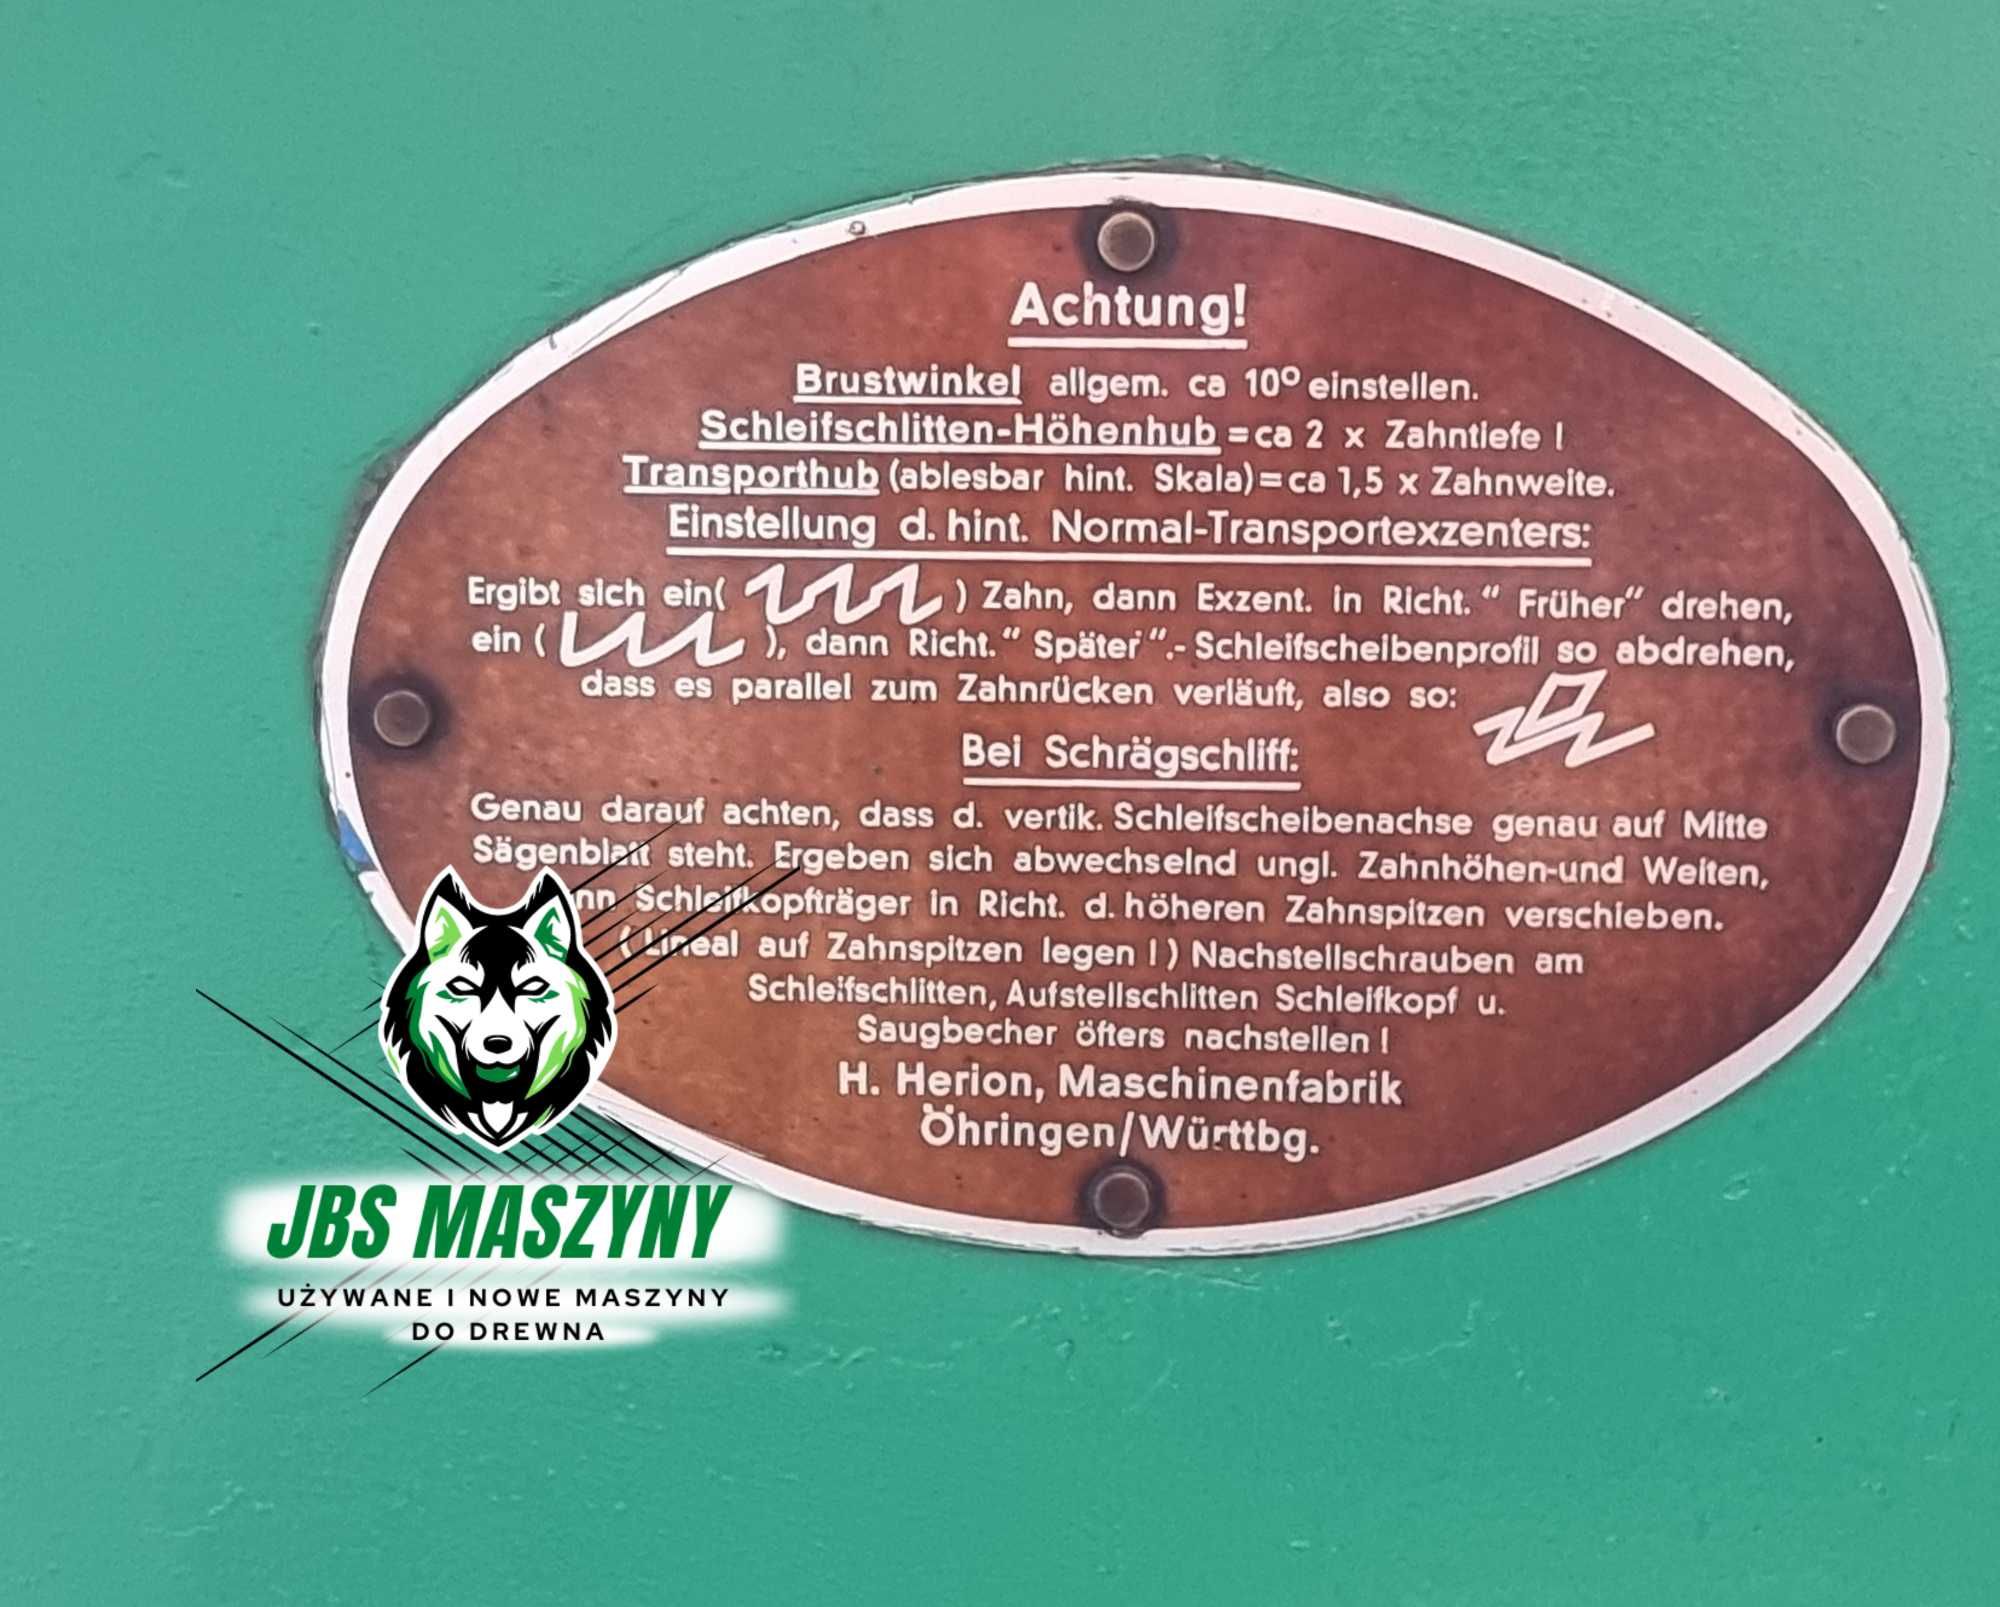 Achtung!
Brustwinkel allgem. ca 10° einstellen.
Schleifschlitten-Höhenhub = ca 2 x Zahntiefe !
Transporthub (ablesbar hint. Skala) = ca 1,5 x Zahnweite.
Einstellung d. hint. Normal-Transportexzenters:
Ergibt sich ein ( ) Zahn, dann Exzent. in Richt. “ Früher“ drehen,
ein ( ), dann Richt. “ Später “.- Schleifscheibenprofil so abdrehen,
dass es parallel zum Zahnrücken verläuft, also so:
Bei Schrägschliff:
Genau darauf achten, dass d. vertik. Schleifscheibenachse genau auf Mitte
Sägenblatt steht. Ergeben sich abwechselnd ungl. Zahnhöhen-und Weiten,
Schleifkopfträger in Richt. d. höheren Zahnspitzen verschieben.
( Lineal auf Zahnspitzen legen ! ) Nachstellschrauben am
Schleifschlitten, Aufstellschlitten Schleifkopf u.
Saugbecher öfters nachstellen !
H. Herion, Maschinenfabrik
Öhringen/Württbg.
JBS MASZYNY
UŻYWANE I NOWE MASZYNY
DO DREWNA